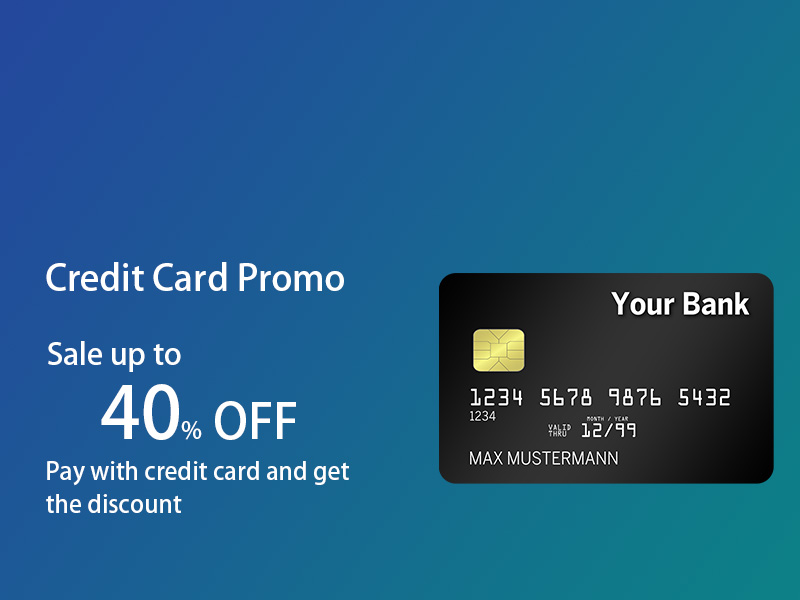 Credit Card Promo
Sale up to
40% OFF
Pay with credit card and get
the discount
Your Bank
1234 5678 9876 5432
1234
MONTH / YEAR
VALID
THRU 12/99
MAX MUSTERMANN